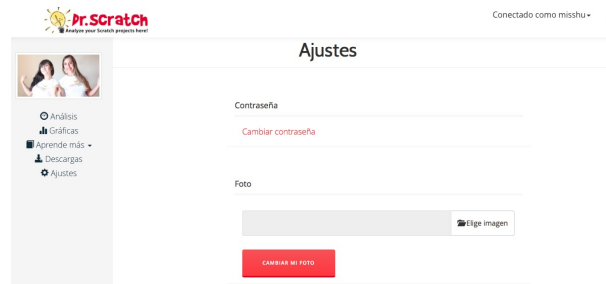 Dr.Scratch
Analyze your Scratch projects here!
Conectado como misshu
Ajustes
Análisis
Gráficas
Aprende más
Descargas
Ajustes
Contraseña
Cambiar contraseña
Foto
Elige imagen
CAMBIAR MI FOTO